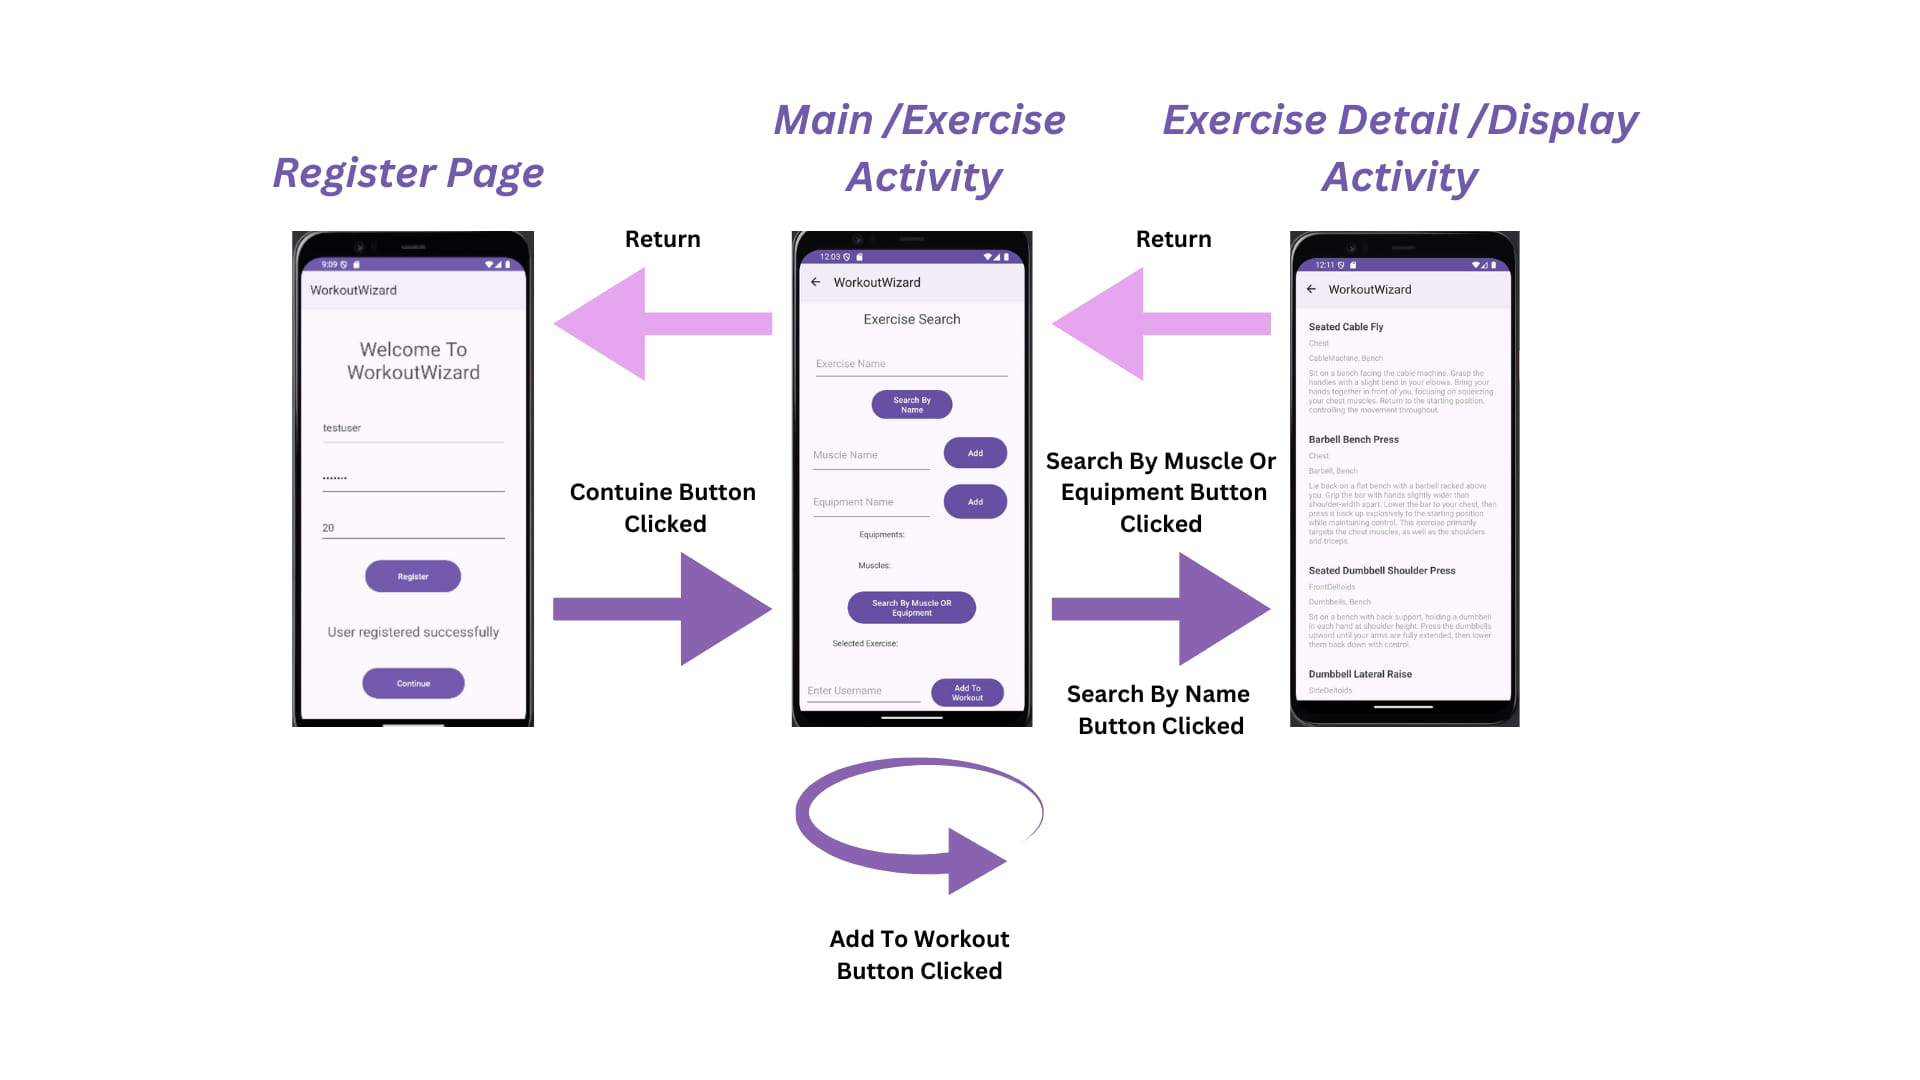 Register Page
Main /Exercise
Activity
Exercise Detail /Display
Activity
9:09
WorkoutWizard
Welcome To
WorkoutWizard
testuser
•••••••
20
Register
User registered successfully
Continue
Return
Contuine Button
Clicked
12:03
WorkoutWizard
Exercise Search
Exercise Name
Search By
Name
Muscle Name
Add
Equipment Name
Add
Equipments:
Muscles:
Search By Muscle OR
Equipment
Selected Exercise:
Enter Username
Add To
Workout
Return
Search By Muscle Or
Equipment Button
Clicked
Search By Name
Button Clicked
12:11
WorkoutWizard
Seated Cable Fly
Chest
CableMachine, Bench
Sit on a bench facing the cable machine. Grasp the
handles with a slight bend in your elbows. Bring your
hands together in front of you, focusing on squeezing
your chest muscles. Return to the starting position,
controlling the movement throughout.
Barbell Bench Press
Chest
Barbell, Bench
Lie back on a flat bench with a barbell racked above
you. Grip the bar with hands slightly wider than
shoulder-width apart. Lower the bar to your chest, then
press it back up explosively to the starting position
while maintaining control. This exercise primarily
targets the chest muscles, as well as the shoulders
and triceps.
Seated Dumbbell Shoulder Press
FrontDeltoids
Dumbbells, Bench
Sit on a bench with back support, holding a dumbbell
in each hand at shoulder height. Press the dumbbells
upward until your arms are fully extended, then lower
them back down with control.
Dumbbell Lateral Raise
SideDeltoids
Add To Workout
Button Clicked